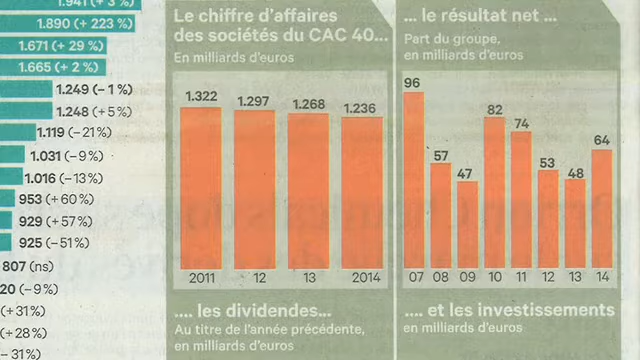 1.941 (+ 3 %)
1.890 (+ 223 %)
1.671 (+ 29 %)
1.665 (+ 2 %)
1.249 (– 1 %)
1.248 (+ 5 %)
1.119 (– 21 %)
1.031 (– 9 %)
1.016 (– 13 %)
953 (+ 60 %)
929 (+ 57 %)
925 (– 51 %)
807 (ns)
20 (– 9 %)
(+ 31 %)
(+ 28 %)
– 31 %)
Le chiffre d'affaires
des sociétés du CAC 40...
En milliards d'euros
1.322
1.297
1.268
1.236
2011 12 13 2014
... le résultat net ...
Part du groupe,
en milliards d'euros
96
57
47
82
74
53
48
64
07 08 09 10 11 12 13 14
.... les dividendes...
Au titre de l'année précédente,
en milliards d'euros
.... et les investissements
en milliards d'euros